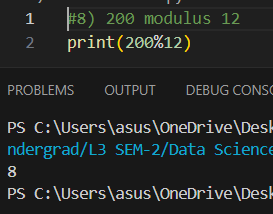 1 #8) 200 modulus 12
2 print(200%12)
PROBLEMS OUTPUT DEBUG CONS
PS C:\Users\asus\OneDrive\Desk
ndergrad/L3 SEM-2/Data Science
8
PS C:\Users\asus\OneDrive\Desk